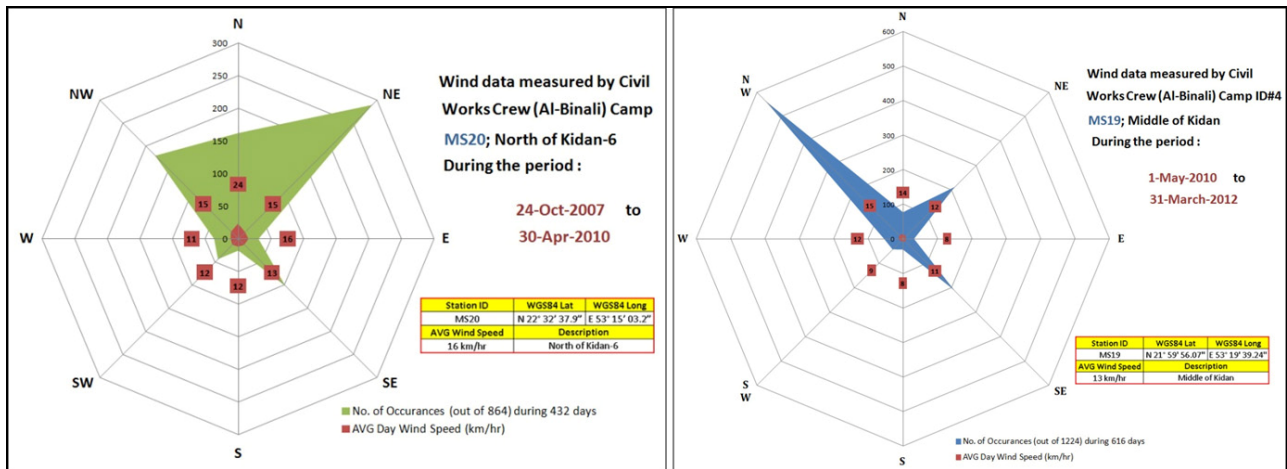 N
300
250
200
150
100
50
0
NW
NE
W
E
SW
SE
S
24
15
15
11
16
12
13
12
Wind data measured by Civil
Works Crew (Al-Binali) Camp
MS20; North of Kidan-6
During the period :
24-Oct-2007 to
30-Apr-2010
Station ID WGS84 Lat WGS84 Long
MS20 N 22° 32' 37.9" E 53° 15' 03.2"
AVG Wind Speed Description
16 km/hr North of Kidan-6
No. of Occurances (out of 864) during 432 days
AVG Day Wind Speed (km/hr)
N
600
500
400
300
200
100
0
N
W
NE
W
E
S
W
SE
S
14
15
12
12
8
9
11
8
Wind data measured by Civil
Works Crew (Al-Binali) Camp ID#4
MS19; Middle of Kidan
During the period :
1-May-2010 to
31-March-2012
Station ID WGS84 Lat WGS84 Long
MS19 N 21° 59' 56.07" E 53° 19' 39.24"
AVG Wind Speed Description
13 km/hr Middle of Kidan
No. of Occurances (out of 1224) during 616 days
AVG Day Wind Speed (km/hr)